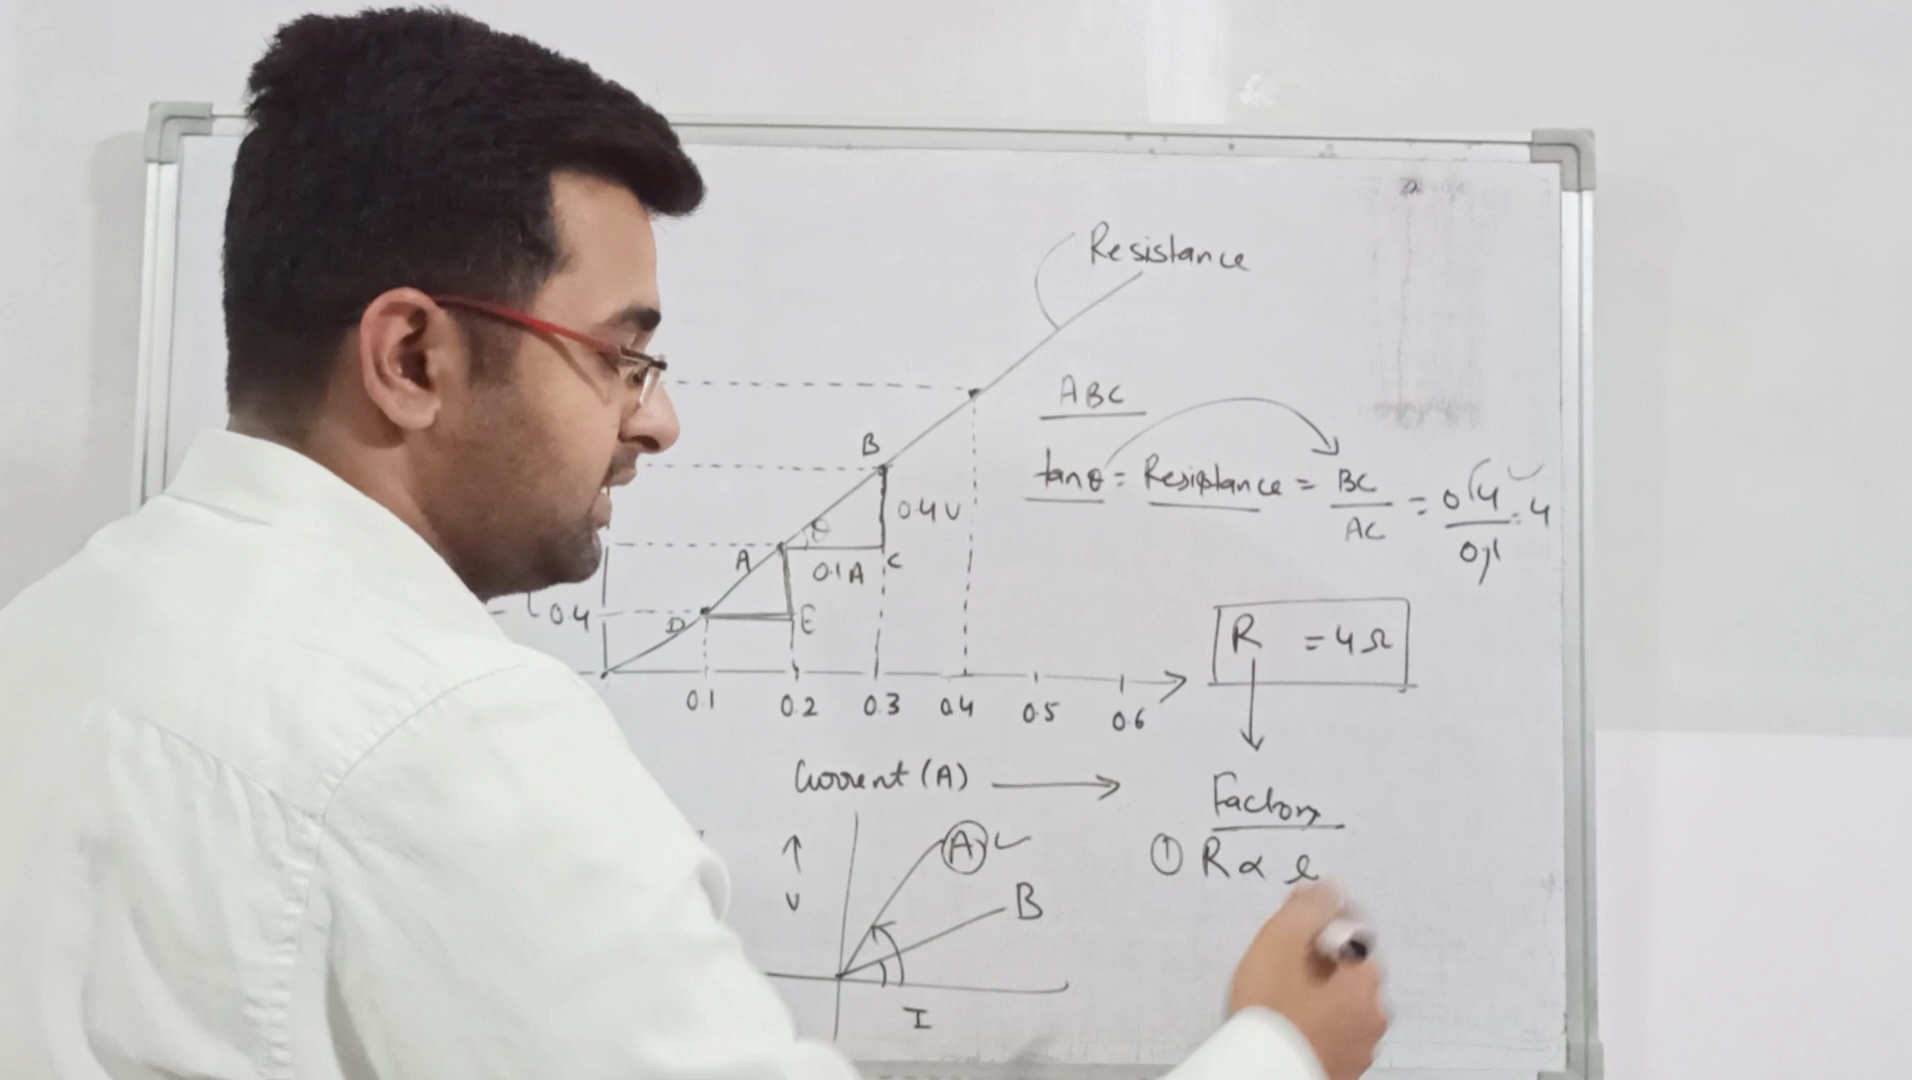 Resistance
ABC
tanθ = Resistance = BC/AC = 0.4/0.1 = 4
B
0.4V
θ
A
0.1A
C
0.4
D
E
R = 4Ω
0.1 0.2 0.3 0.4 0.5 0.6
Current (A)
Factors
① R ∝ l
A
V
B
I